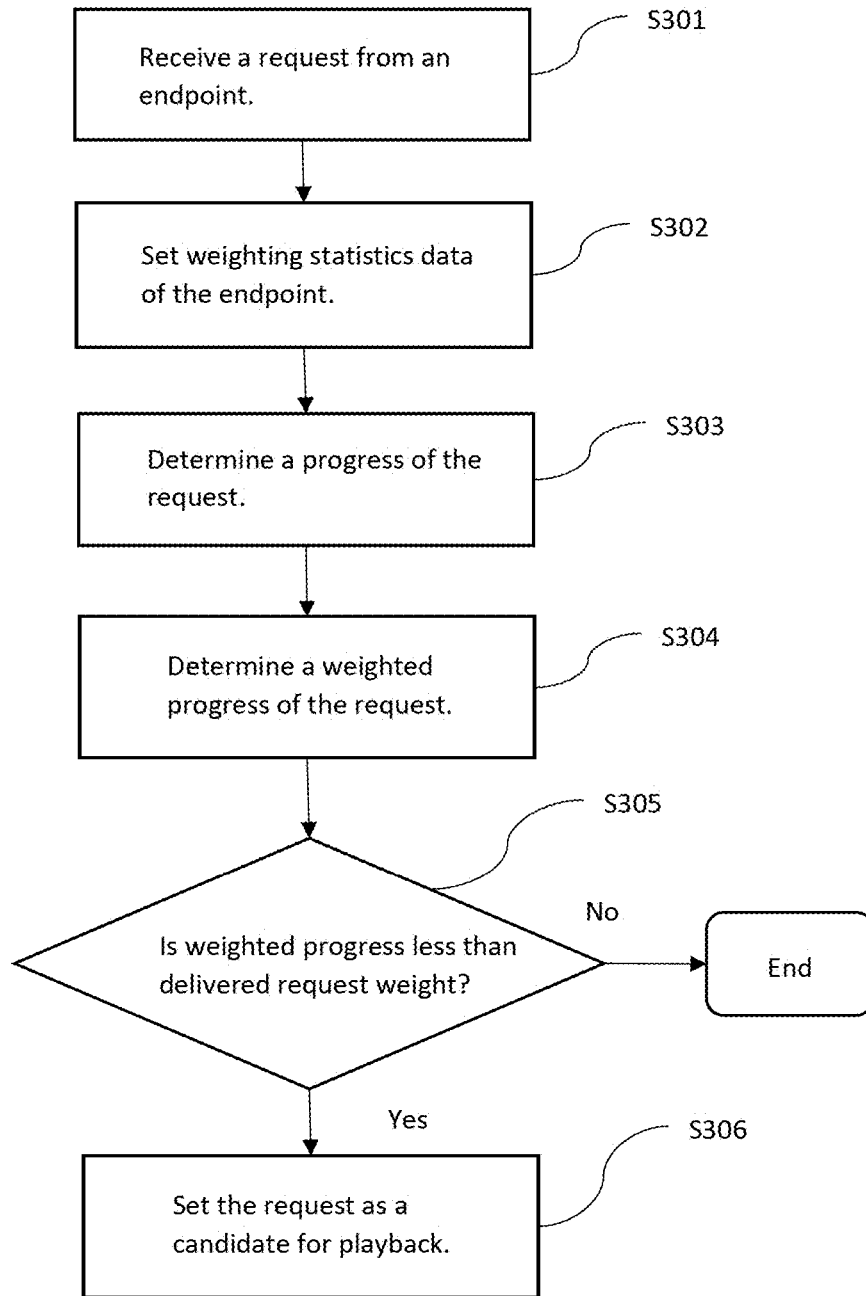 S301
Receive a request from an
endpoint.
S302
Set weighting statistics data
of the endpoint.
S303
Determine a progress of the
request.
S304
Determine a weighted
progress of the request.
S305
Is weighted progress less than
delivered request weight?
No
End
Yes
S306
Set the request as a
candidate for playback.